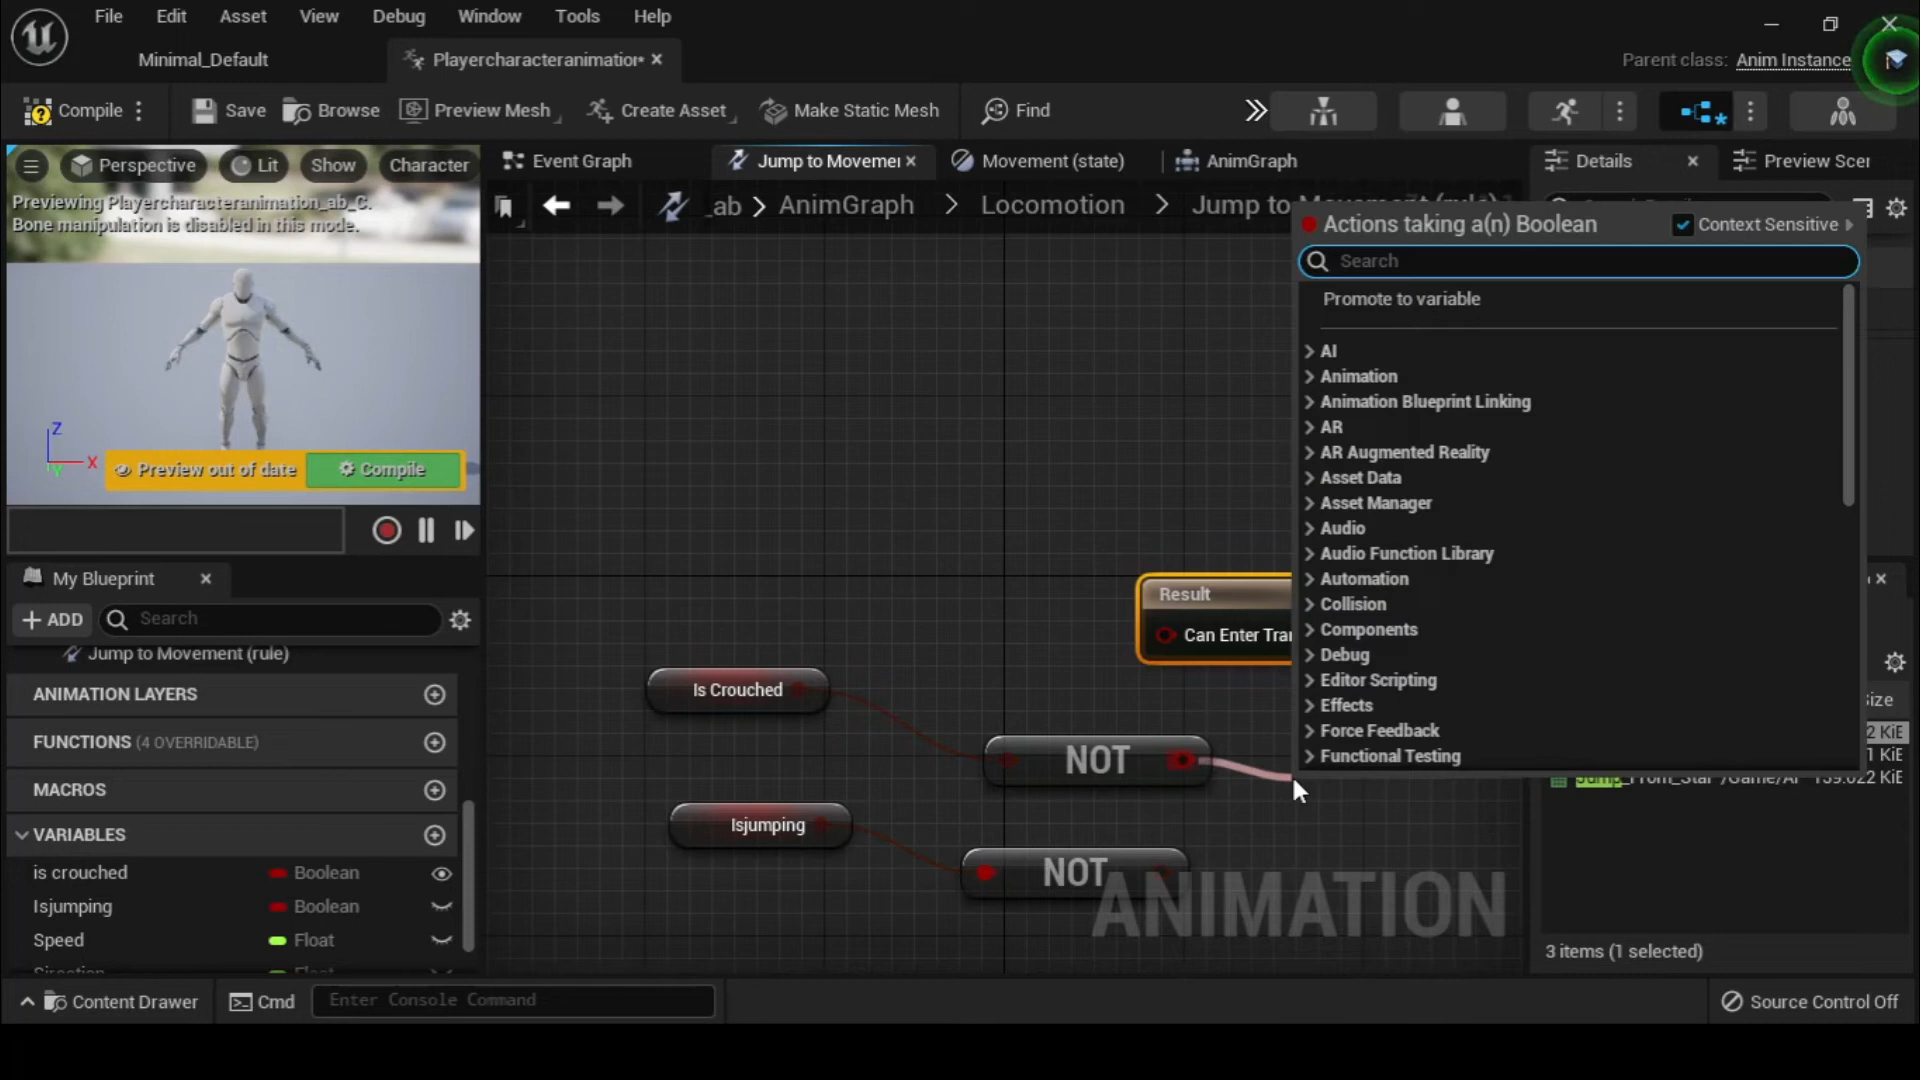 File Edit Asset View Debug Window Tools Help
Minimal_Default
Playercharacteranimation*
Parent class: Anim Instance
Compile
Save
Browse
Preview Mesh
Create Asset
Make Static Mesh
Find
Perspective
Lit
Show
Character
Previewing Playercharacteranimation_ab_C.
Bone manipulation is disabled in this mode.
Z
X
Y
Preview out of date
Compile
Event Graph
Jump to Movemer
Movement (state)
AnimGraph
Details
Preview Scer
_ab > AnimGraph > Locomotion > Jump to Movement (rule)
Actions taking a(n) Boolean
Context Sensitive
Search
Promote to variable
AI
Animation
Animation Blueprint Linking
AR
AR Augmented Reality
Asset Data
Asset Manager
Audio
Audio Function Library
Automation
Collision
Components
Debug
Editor Scripting
Effects
Force Feedback
Functional Testing
Result
Can Enter Tran
Is Crouched
NOT
Isjumping
NOT
ANIMATION
My Blueprint
ADD
Search
Jump to Movement (rule)
ANIMATION LAYERS
FUNCTIONS (4 OVERRIDABLE)
MACROS
VARIABLES
is crouched Boolean
Isjumping Boolean
Speed Float
3 items (1 selected)
Content Drawer
Cmd
Enter Console Command
Source Control Off